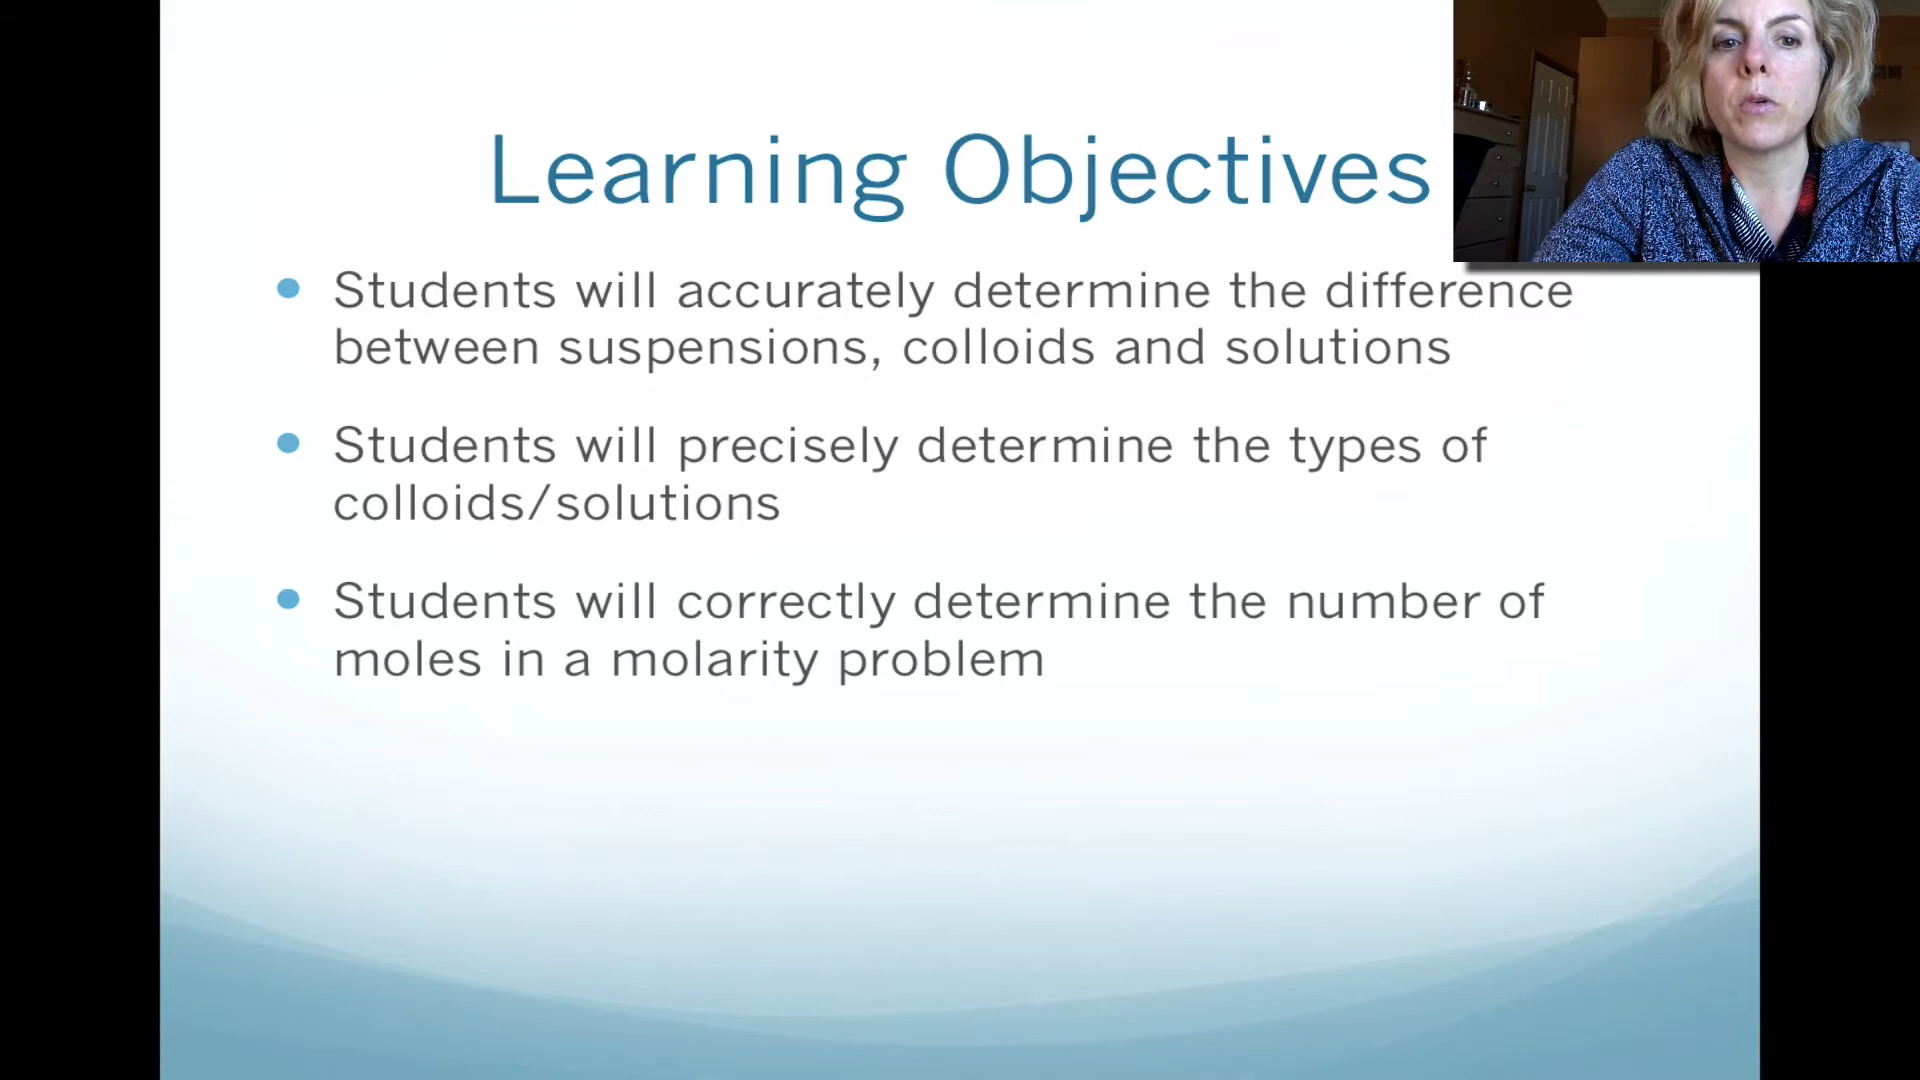 Learning Objectives
Students will accurately determine the difference
between suspensions, colloids and solutions
Students will precisely determine the types of
colloids/solutions
Students will correctly determine the number of
moles in a molarity problem